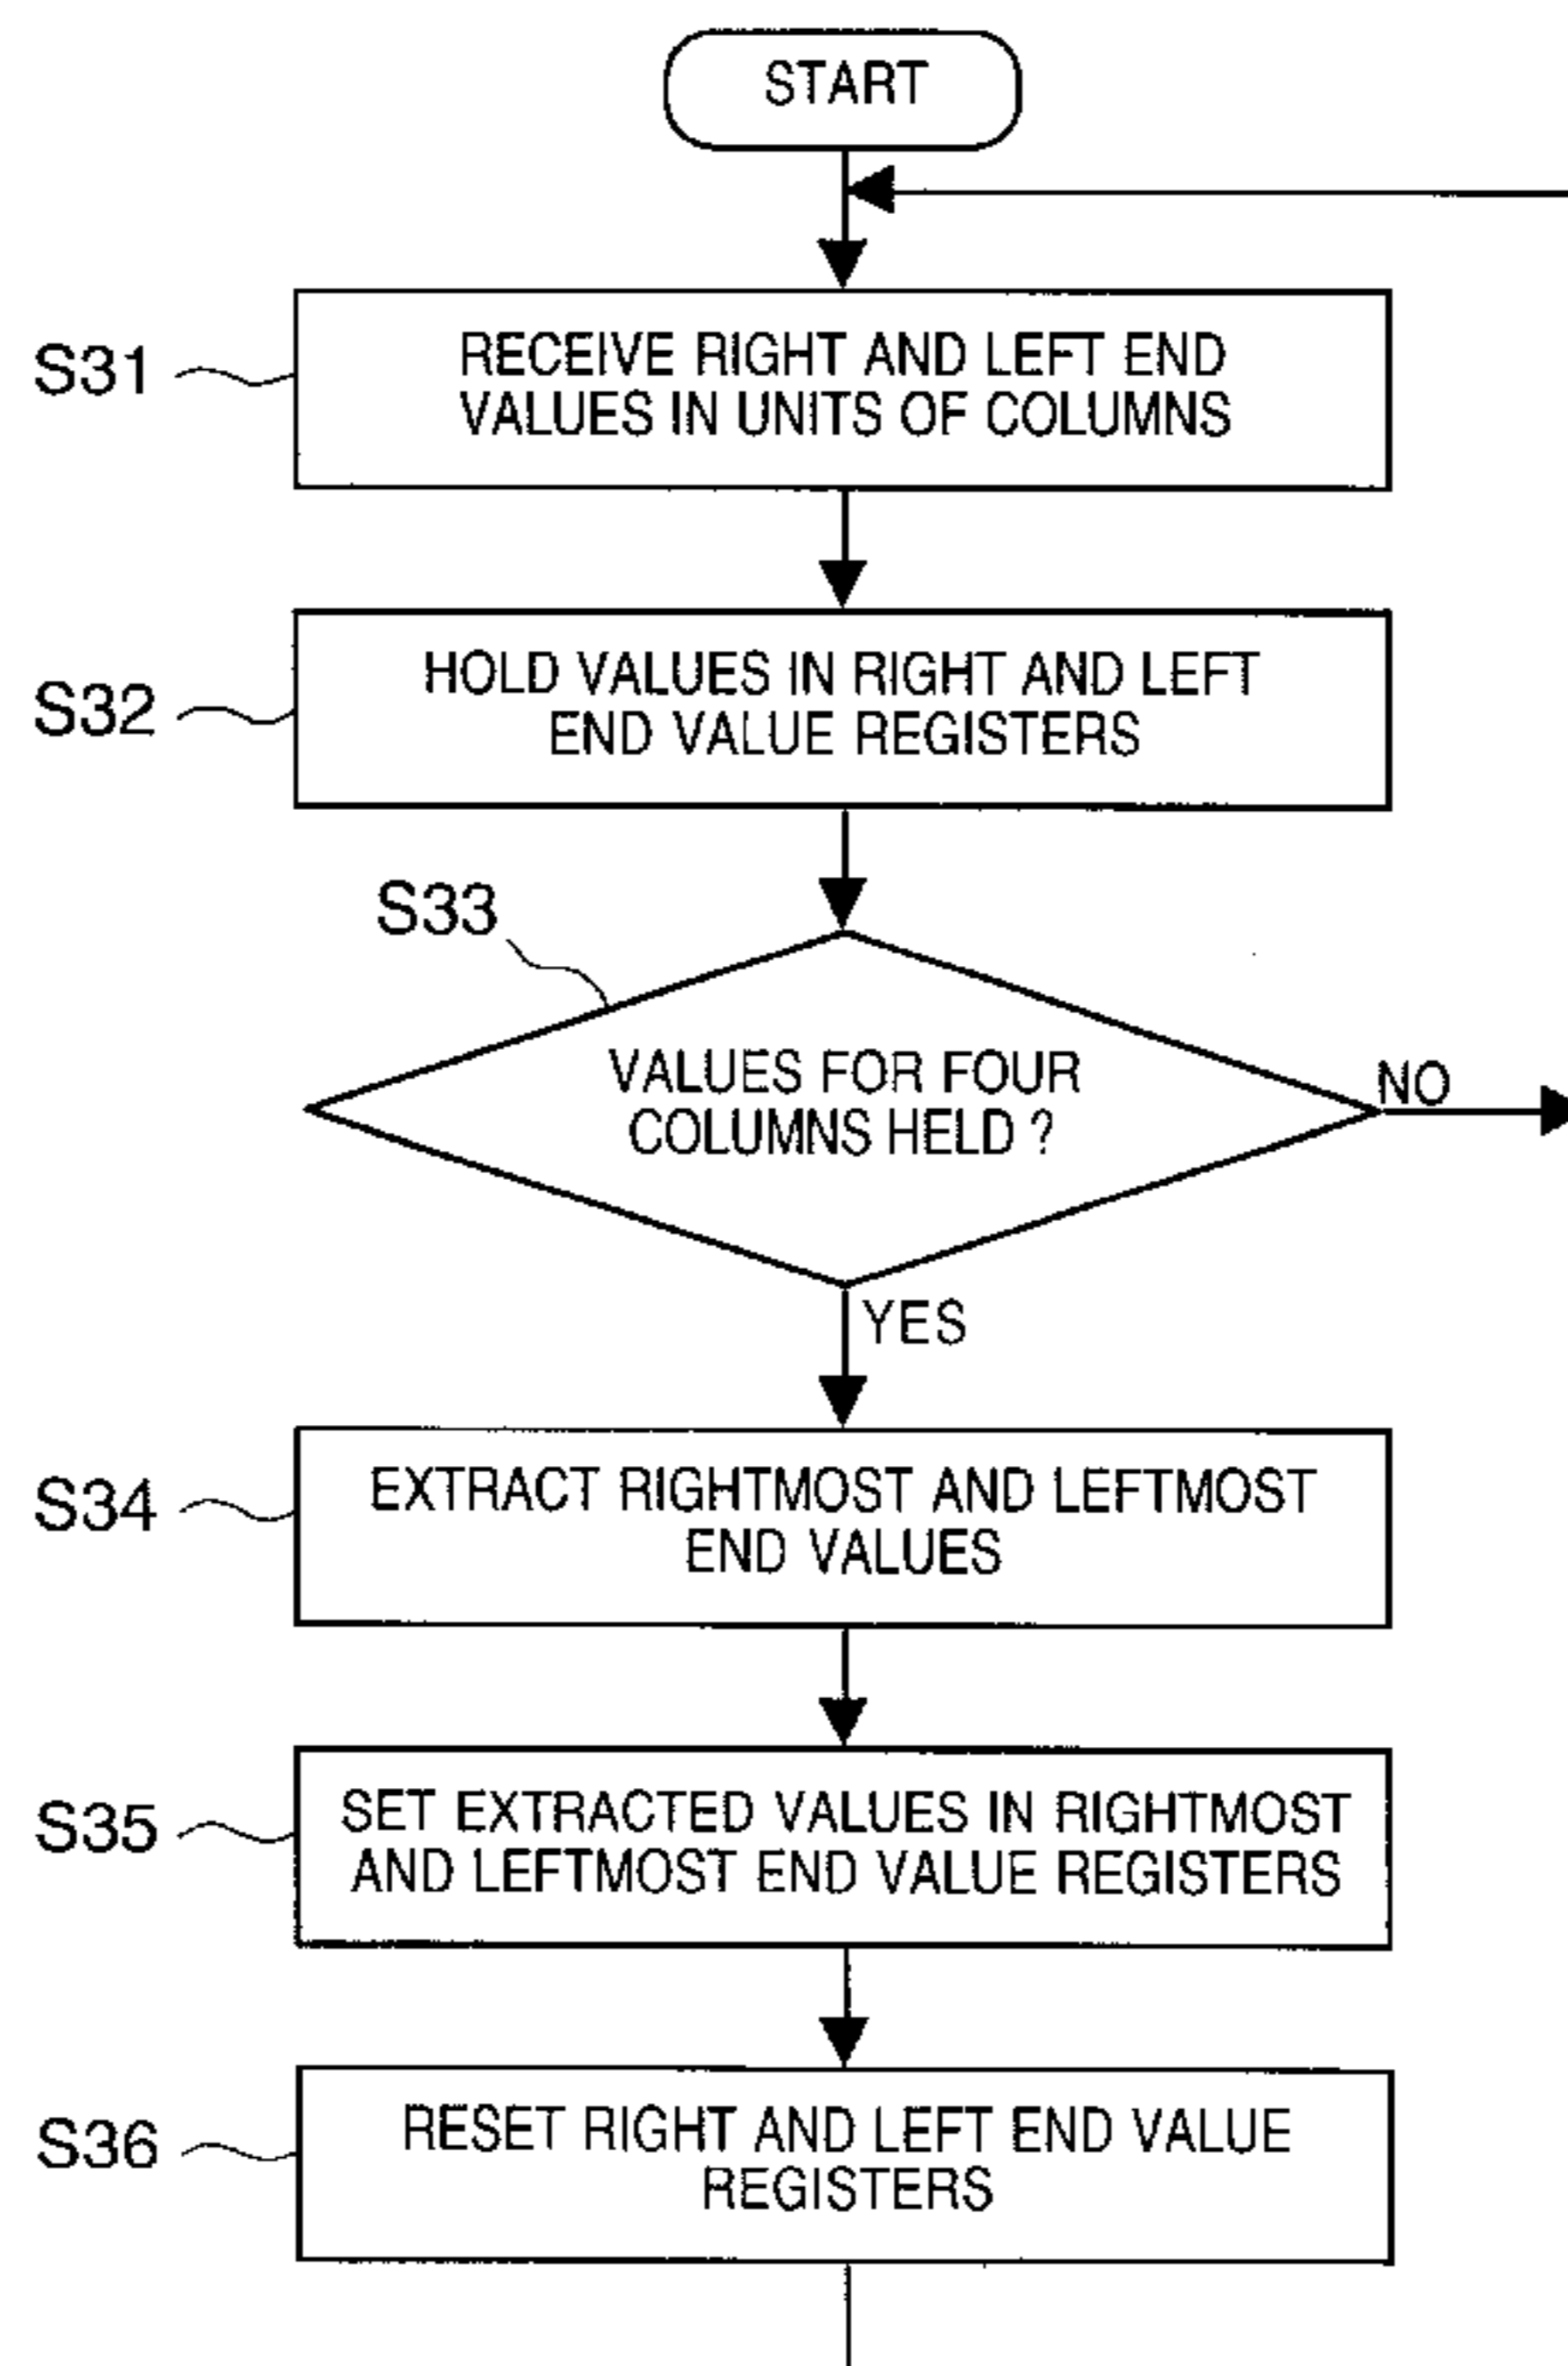 START
S31
RECEIVE RIGHT AND LEFT END
VALUES IN UNITS OF COLUMNS
S32
HOLD VALUES IN RIGHT AND LEFT
END VALUE REGISTERS
S33
VALUES FOR FOUR
COLUMNS HELD ?
NO
YES
S34
EXTRACT RIGHTMOST AND LEFTMOST
END VALUES
S35
SET EXTRACTED VALUES IN RIGHTMOST
AND LEFTMOST END VALUE REGISTERS
S36
RESET RIGHT AND LEFT END VALUE
REGISTERS